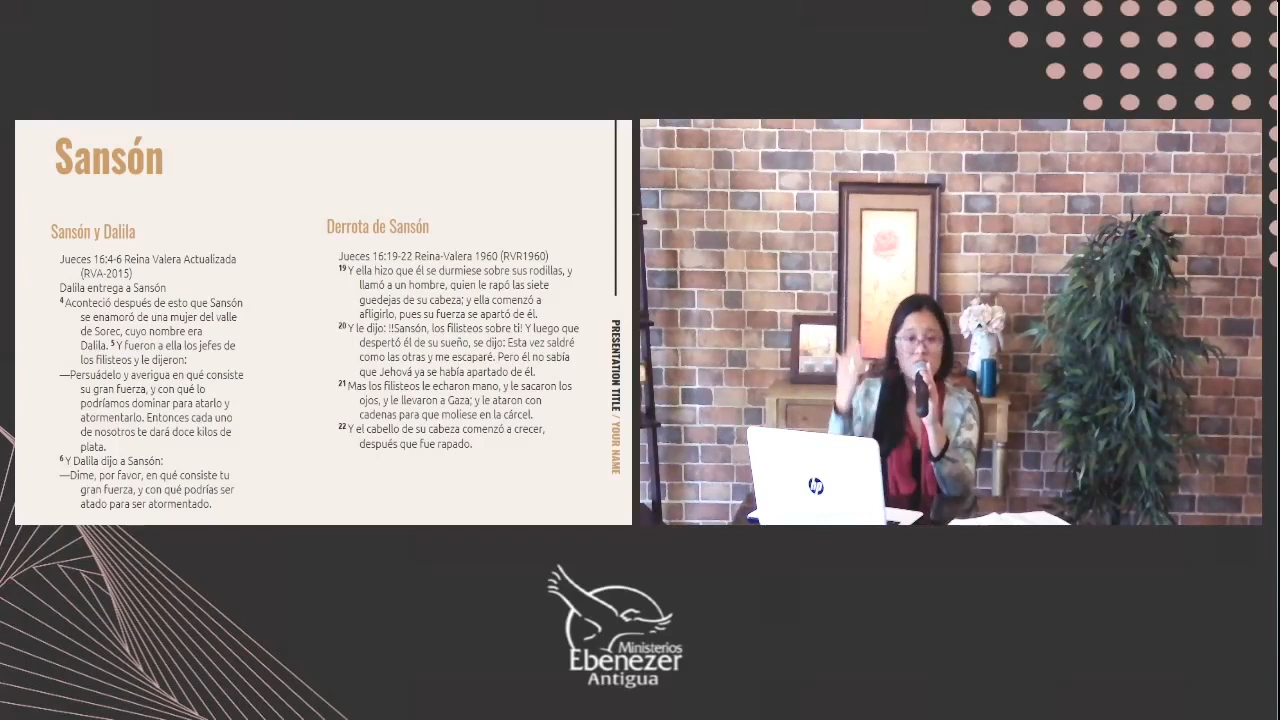 Sansón
Sansón y Dalila
Jueces 16:4-6 Reina Valera Actualizada
(RVA-2015)
Dalila entrega a Sansón
4 Aconteció después de esto que Sansón
se enamoró de una mujer del valle
de Sorec, cuyo nombre era
Dalila. 5 Y fueron a ella los jefes de
los filisteos y le dijeron:
—Persuádelo y averigua en qué consiste
su gran fuerza, y con qué lo
podríamos dominar para atarlo y
atormentarlo. Entonces cada uno
de nosotros te dará doce kilos de
plata.
6 Y Dalila dijo a Sansón:
—Dime, por favor, en qué consiste tu
gran fuerza, y con qué podrías ser
atado para ser atormentado.
Derrota de Sansón
Jueces 16:19-22 Reina-Valera 1960 (RVR1960)
19 Y ella hizo que él se durmiese sobre sus rodillas, y
llamó a un hombre, quien le rapó las siete
guedejas de su cabeza; y ella comenzó a
afligirlo, pues su fuerza se apartó de él.
20 Y le dijo: !!Sansón, los filisteos sobre ti! Y luego que
despertó él de su sueño, se dijo: Esta vez saldré
como las otras y me escaparé. Pero él no sabía
que Jehová ya se había apartado de él.
21 Mas los filisteos le echaron mano, y le sacaron los
ojos, y le llevaron a Gaza; y le ataron con
cadenas para que moliese en la cárcel.
22 Y el cabello de su cabeza comenzó a crecer,
después que fue rapado.
PRESENTATION TITLE / YOUR NAME
hp
Ministerios
Ebenezer
Antigua